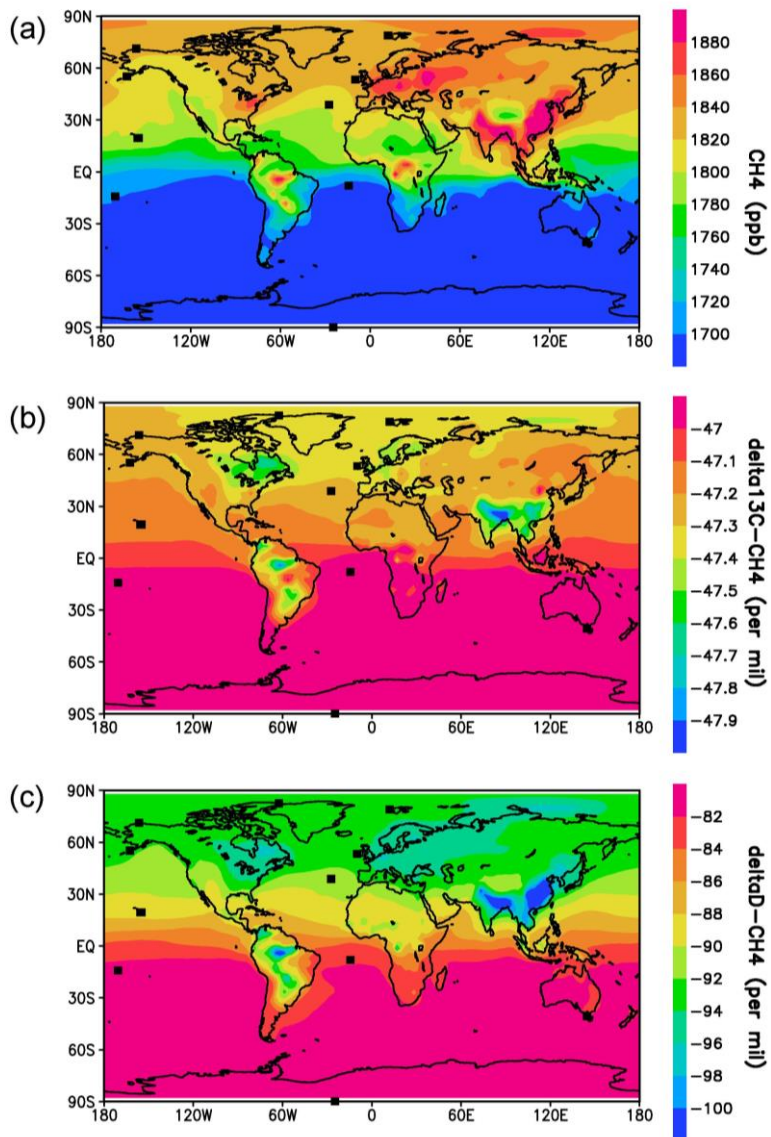 (a)
90N
60N
30N
EQ
30S
60S
90S
180 120W 60W 0 60E 120E 180
1880
1860
1840
1820
1800
1780
1760
1740
1720
1700
CH4 (ppb)
(b)
90N
60N
30N
EQ
30S
60S
90S
180 120W 60W 0 60E 120E 180
-47
-47.1
-47.2
-47.3
-47.4
-47.5
-47.6
-47.7
-47.8
-47.9
delta13C-CH4 (per mil)
(c)
90N
60N
30N
EQ
30S
60S
90S
180 120W 60W 0 60E 120E 180
-82
-84
-86
-88
-90
-92
-94
-96
-98
-100
deltaD-CH4 (per mil)